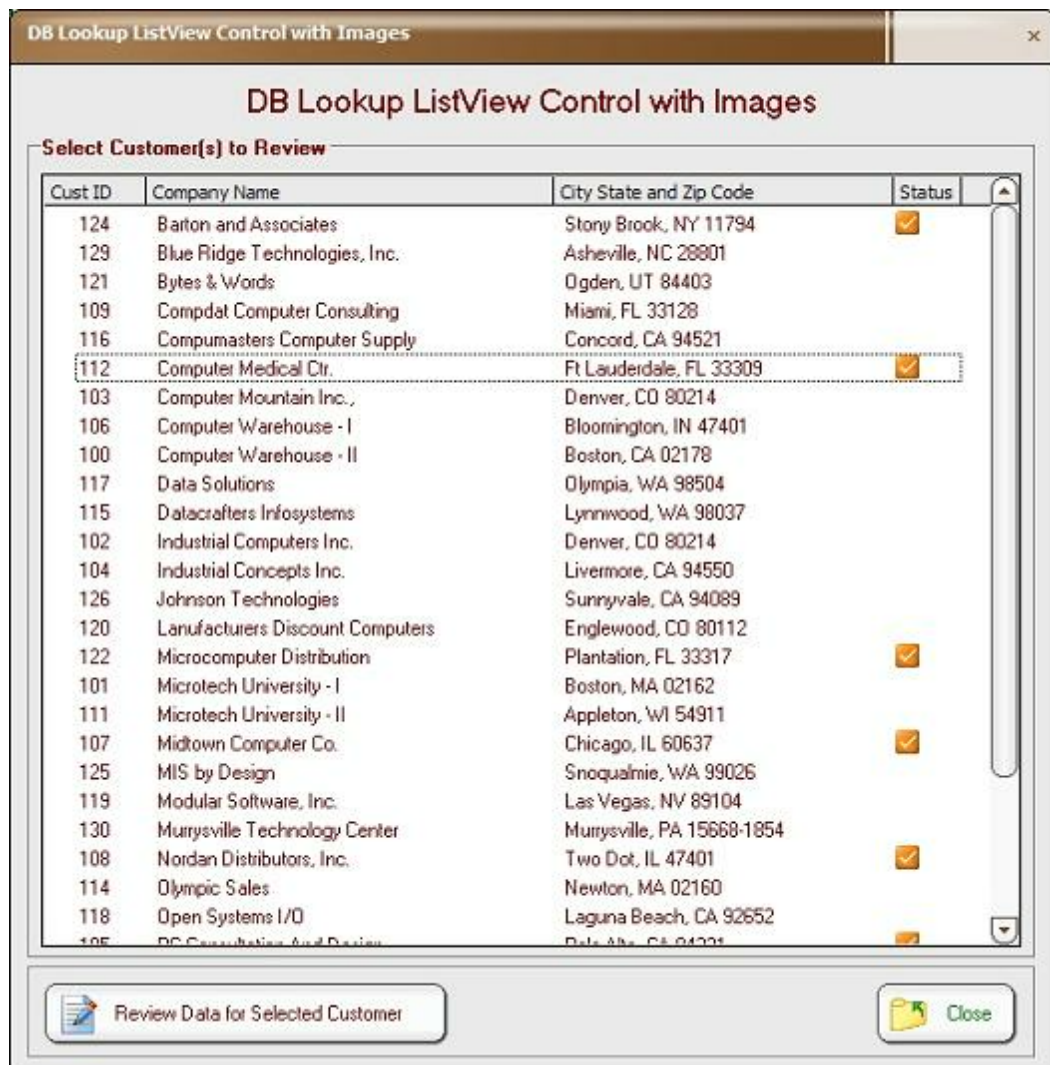 DB Lookup ListView Control with Images
DB Lookup ListView Control with Images
Select Customer(s) to Review
Cust ID Company Name City State and Zip Code Status
124 Barton and Associates Stony Brook, NY 11794
129 Blue Ridge Technologies, Inc. Asheville, NC 28801
121 Bytes & Words Ogden, UT 84403
109 Compdat Computer Consulting Miami, FL 33128
116 Compumasters Computer Supply Concord, CA 94521
112 Computer Medical Ctr. Ft Lauderdale, FL 33309
103 Computer Mountain Inc., Denver, CO 80214
106 Computer Warehouse - I Bloomington, IN 47401
100 Computer Warehouse - II Boston, CA 02178
117 Data Solutions Olympia, WA 98504
115 Datacrafters Infosystems Lynnwood, WA 98037
102 Industrial Computers Inc. Denver, CO 80214
104 Industrial Concepts Inc. Livermore, CA 94550
126 Johnson Technologies Sunnyvale, CA 94089
120 Lanufacturers Discount Computers Englewood, CO 80112
122 Microcomputer Distribution Plantation, FL 33317
101 Microtech University - I Boston, MA 02162
111 Microtech University - II Appleton, WI 54911
107 Midtown Computer Co. Chicago, IL 60637
125 MIS by Design Snoqualmie, WA 99026
119 Modular Software, Inc. Las Vegas, NV 89104
130 Murrysville Technology Center Murrysville, PA 15668-1854
108 Nordan Distributors, Inc. Two Dot, IL 47401
114 Olympic Sales Newton, MA 02160
118 Open Systems I/O Laguna Beach, CA 92652
PC Consultation And Design Palo Alto, CA
Review Data for Selected Customer Close